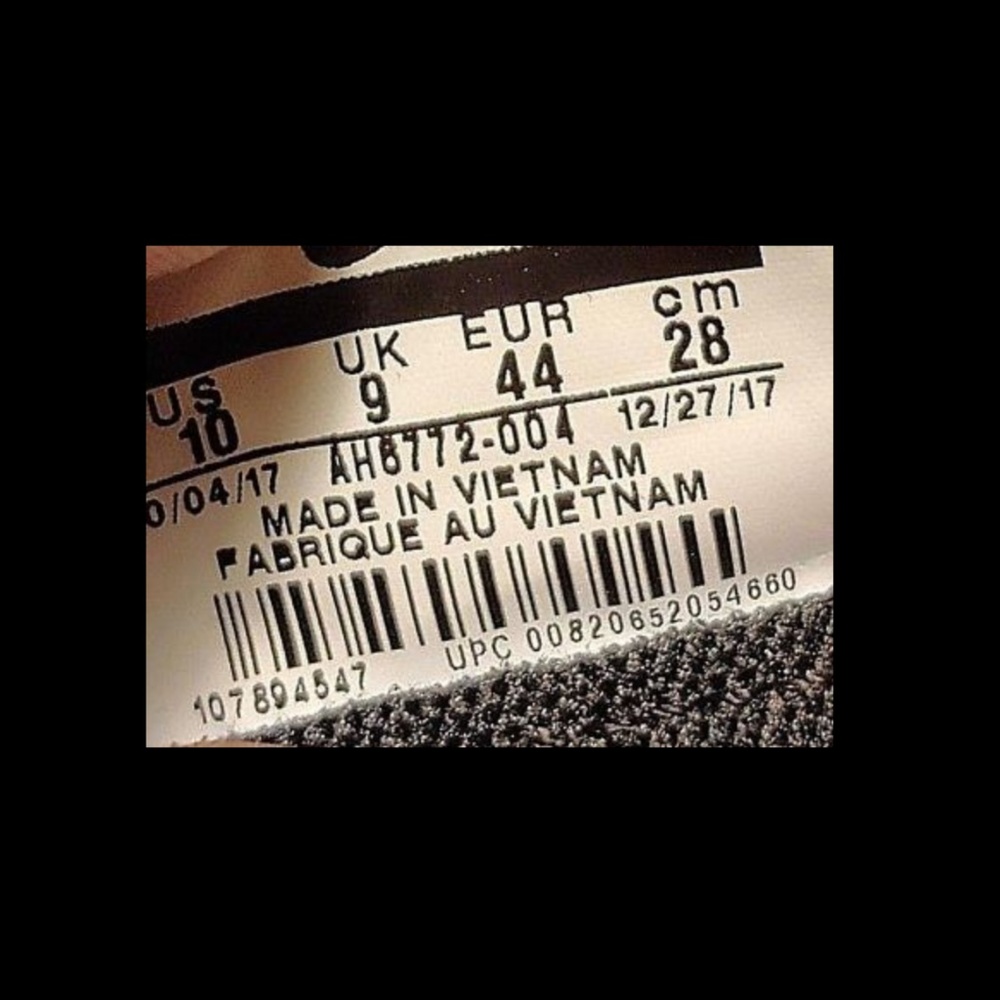 US UK EUR cm
10 9 44 28
0/04/17 AH6772-004 12/27/17
MADE IN VIETNAM
FABRIQUE AU VIETNAM
107894547 UPC 00820652054660